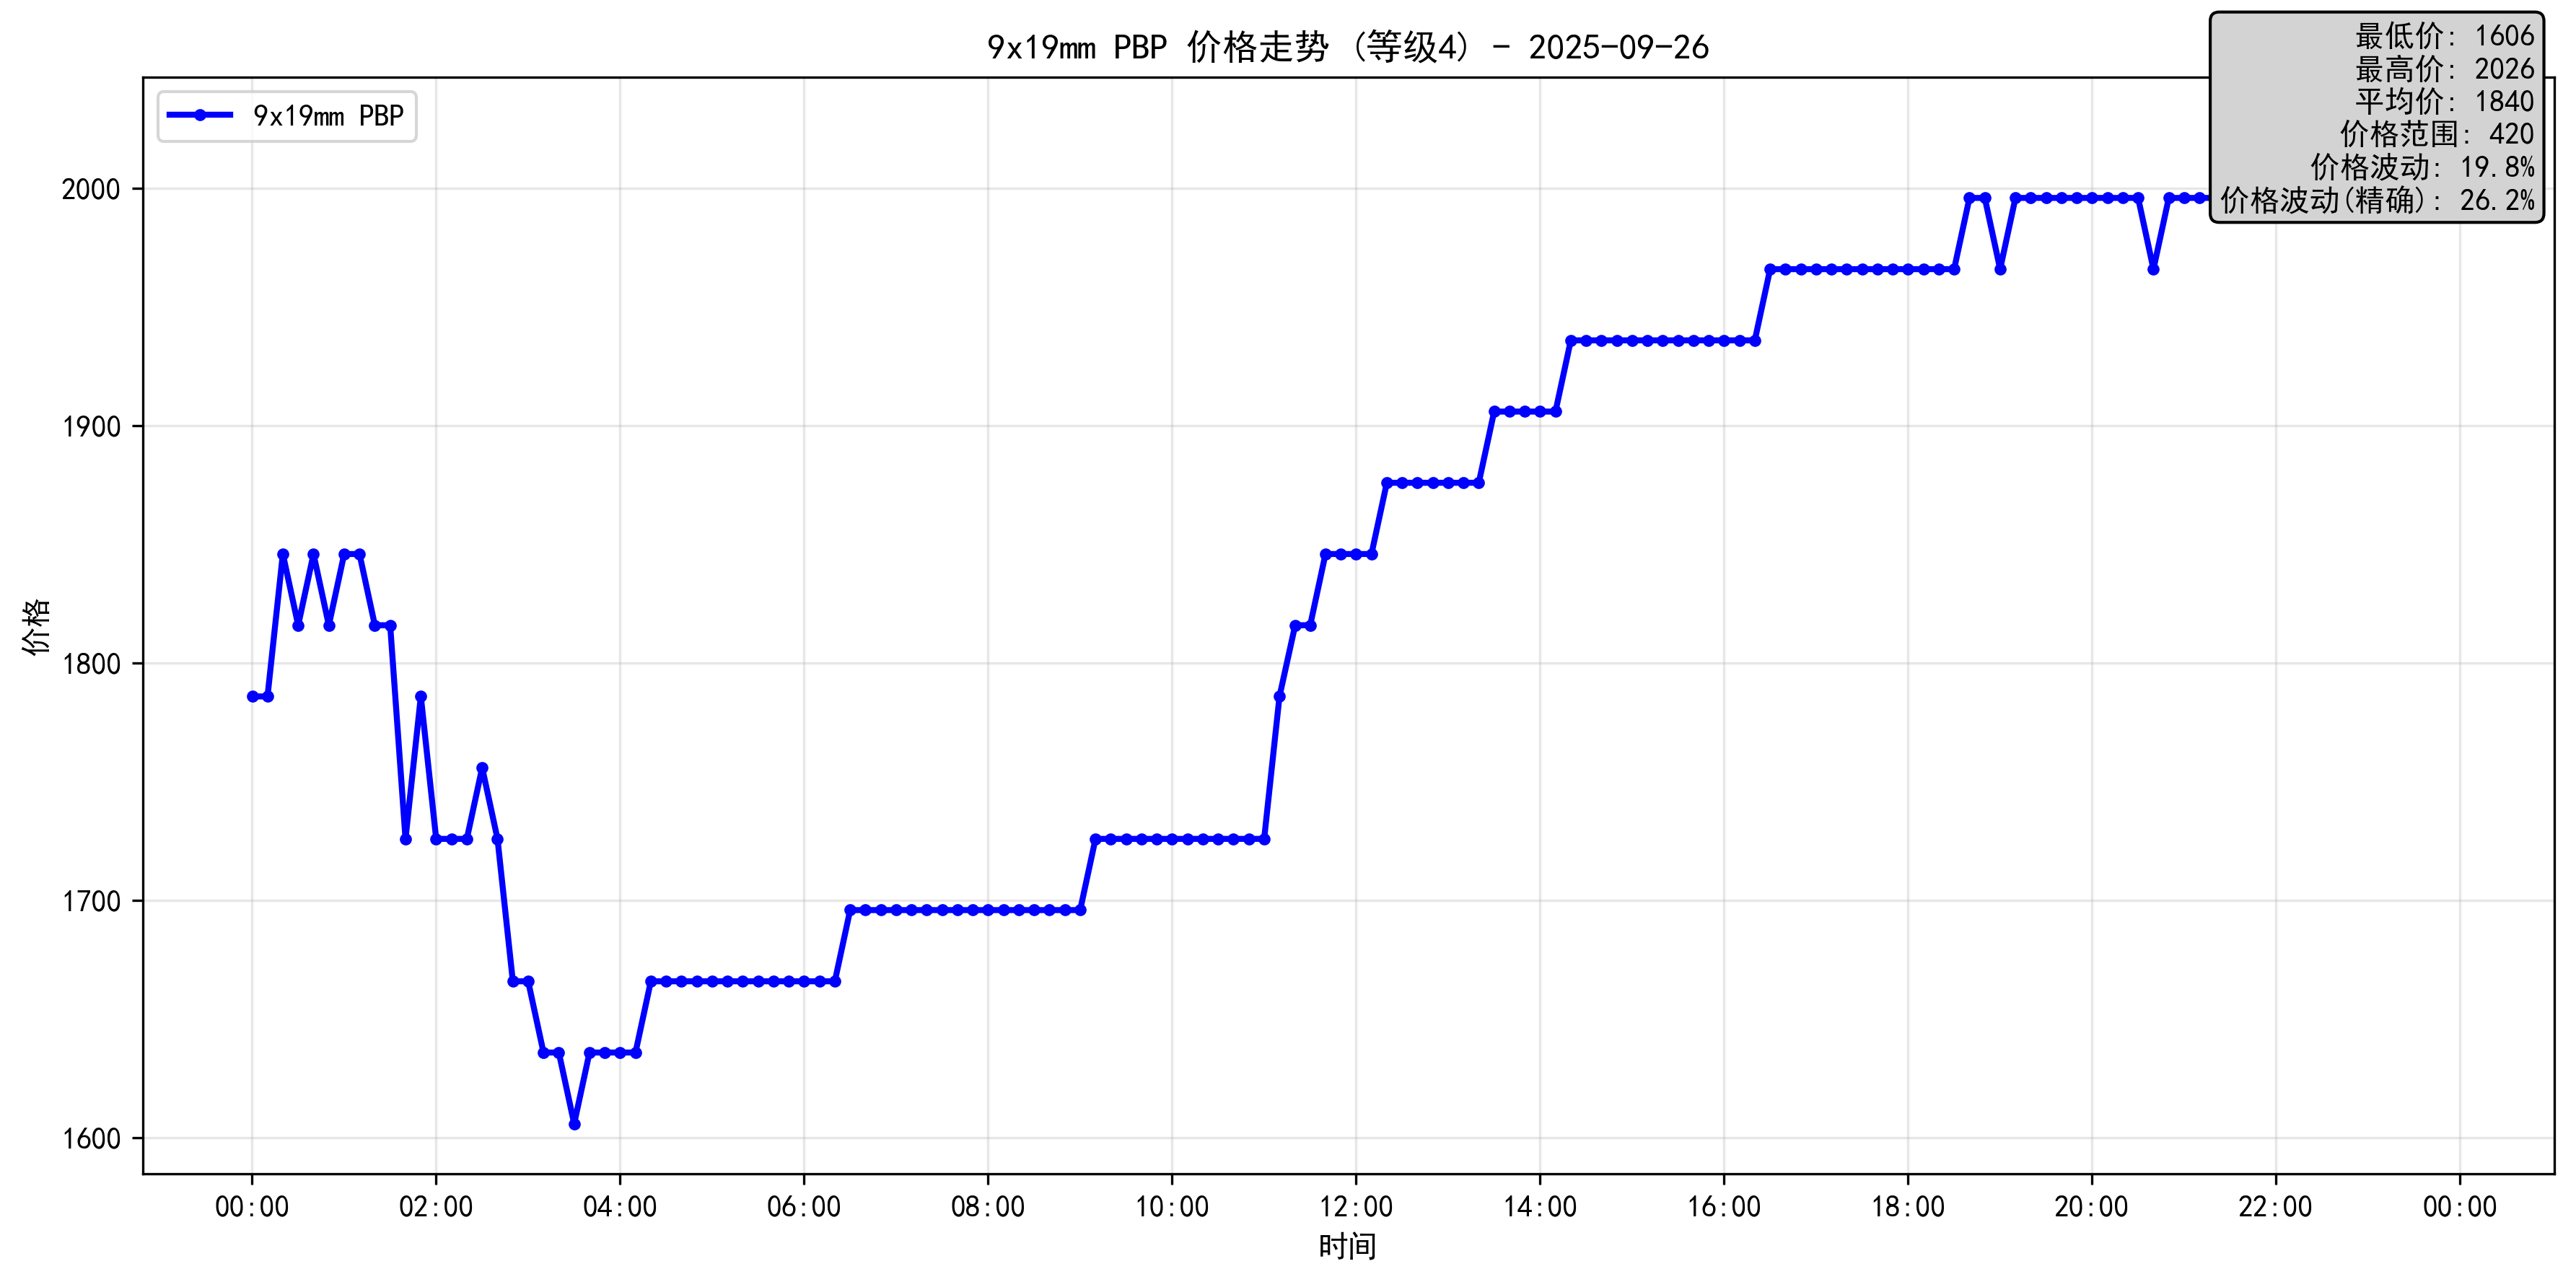 9x19mm PBP 价格走势 (等级4) - 2025-09-26
最低价: 1606
最高价: 2026
平均价: 1840
价格范围: 420
价格波动: 19.8%
价格波动(精确): 26.2%
9x19mm PBP
2000
1900
1800
1700
1600
价格
00:00 02:00 04:00 06:00 08:00 10:00 12:00 14:00 16:00 18:00 20:00 22:00 00:00
时间